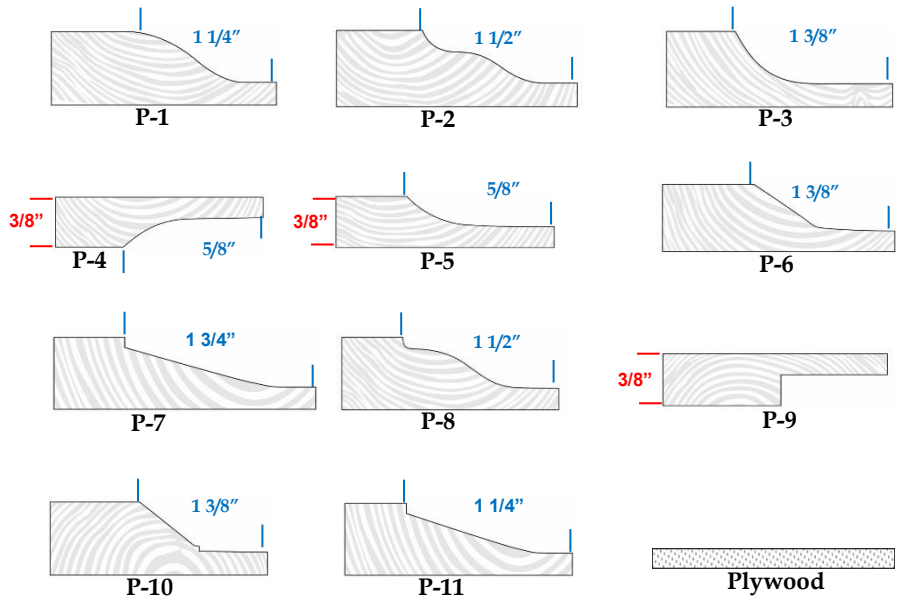 1 1/4”
P-1
1 1/2”
P-2
1 3/8”
P-3
3/8”
5/8”
P-4
3/8”
5/8”
P-5
1 3/8”
P-6
1 3/4”
P-7
1 1/2”
P-8
3/8”
P-9
1 3/8”
P-10
1 1/4”
P-11
Plywood